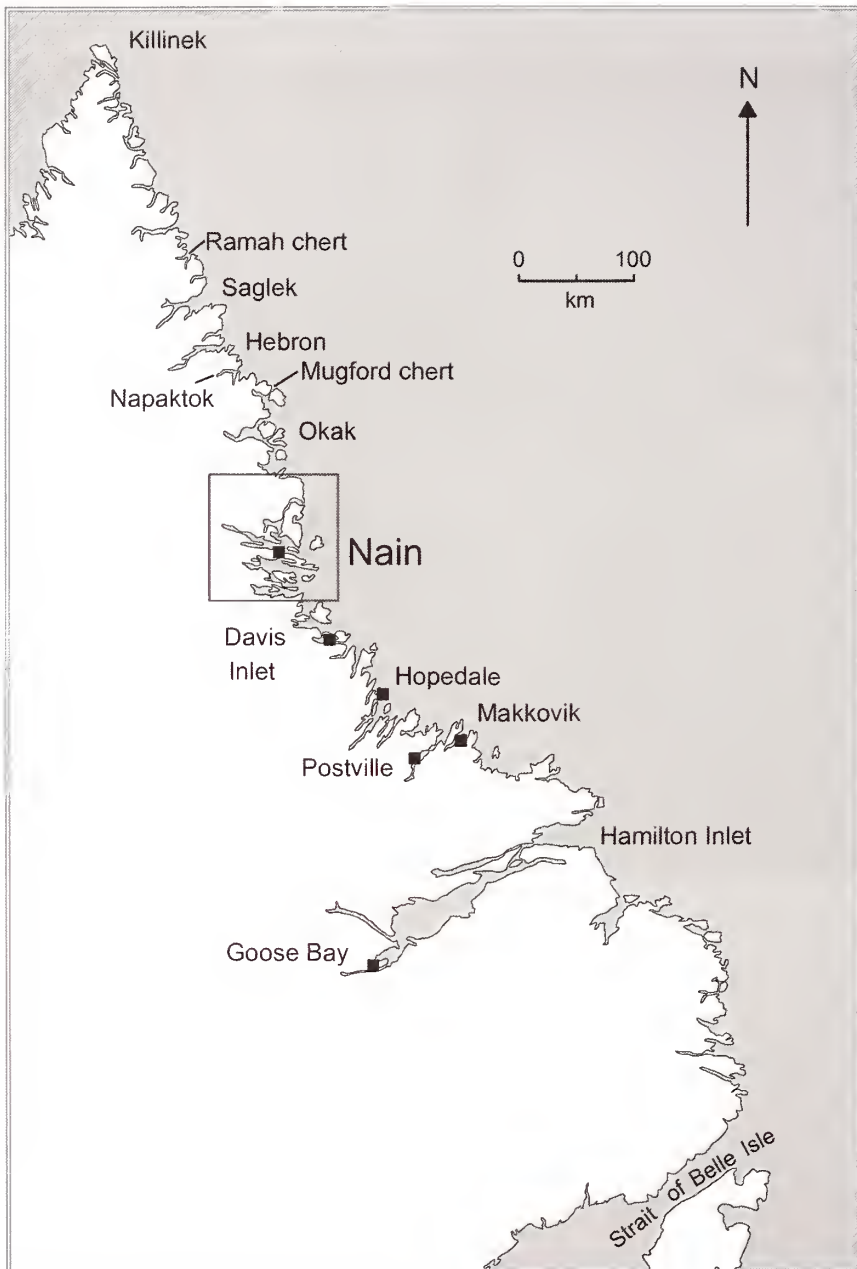 Killinek
N
Ramah chert
0 100
km
Saglek
Hebron
Mugford chert
Napaktok
Okak
Nain
Davis
Inlet
Hopedale
Makkovik
Postville
Hamilton Inlet
Goose Bay
Strait of Belle Isle